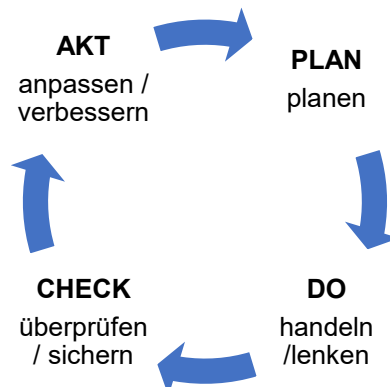 AKT
anpassen /
verbessern
PLAN
planen
DO
handeln
/lenken
CHECK
überprüfen
/ sichern